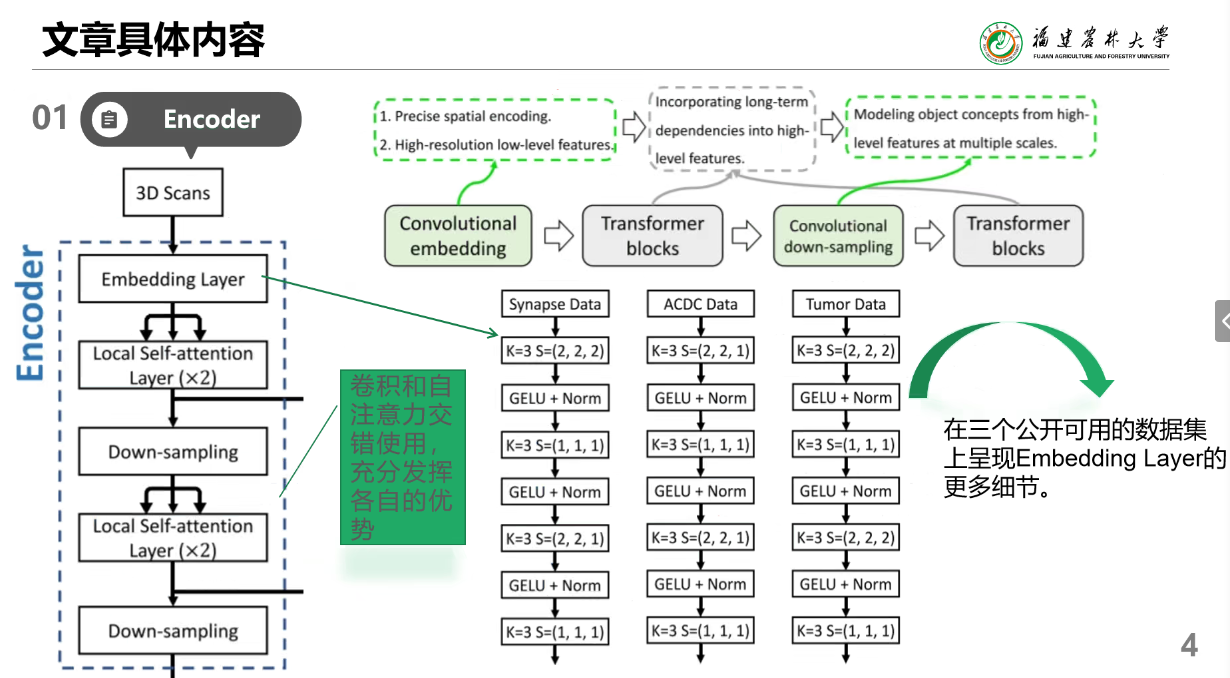 文章具体内容
福建农林大学
FUJIAN AGRICULTURE AND FORESTRY UNIVERSITY
01
Encoder
3D Scans
Encoder
Embedding Layer
Local Self-attention
Layer (×2)
Down-sampling
Local Self-attention
Layer (×2)
Down-sampling
卷积和自
注意力交
错使用，
充分发挥
各自的优
势
1. Precise spatial encoding.
2. High-resolution low-level features.
Incorporating long-term
dependencies into high-
level features.
Modeling object concepts from high-
level features at multiple scales.
Convolutional
embedding
Transformer
blocks
Convolutional
down-sampling
Transformer
blocks
Synapse Data
K=3 S=(2, 2, 2)
GELU + Norm
K=3 S=(1, 1, 1)
GELU + Norm
K=3 S=(2, 2, 1)
GELU + Norm
K=3 S=(1, 1, 1)
ACDC Data
K=3 S=(2, 2, 1)
GELU + Norm
K=3 S=(1, 1, 1)
GELU + Norm
K=3 S=(2, 2, 1)
GELU + Norm
K=3 S=(1, 1, 1)
Tumor Data
K=3 S=(2, 2, 2)
GELU + Norm
K=3 S=(1, 1, 1)
GELU + Norm
K=3 S=(2, 2, 2)
GELU + Norm
K=3 S=(1, 1, 1)
在三个公开可用的数据集
上呈现Embedding Layer的
更多细节。
4